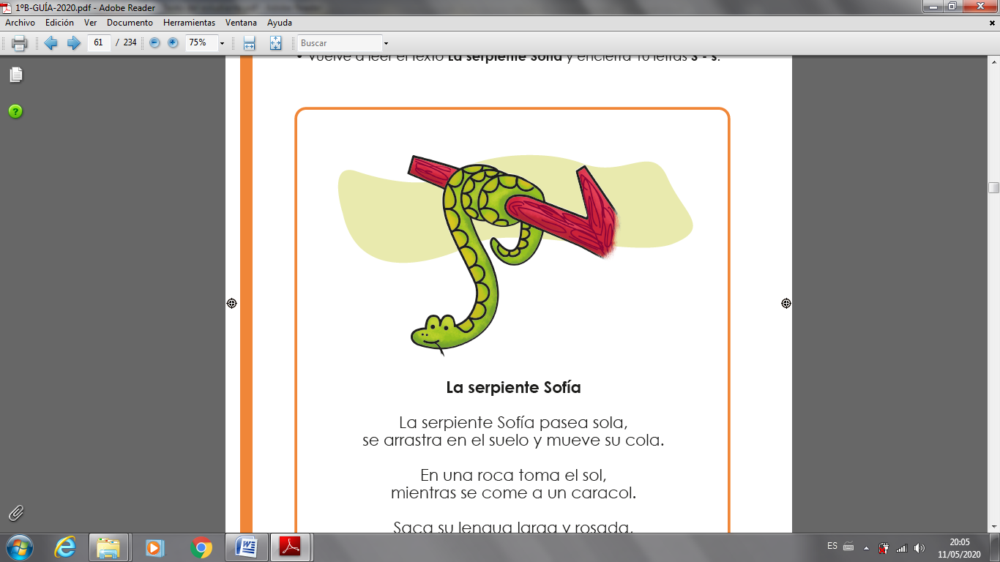 1ºB-GUÍA-2020.pdf - Adobe Reader
Archivo Edición Ver Documento Herramientas Ventana Ayuda
61 / 234 75% Buscar
• Vuelve a leer el texto La serpiente Sofía y encierra 10 letras S - s.
La serpiente Sofía
La serpiente Sofía pasea sola,
se arrastra en el suelo y mueve su cola.
En una roca toma el sol,
mientras se come a un caracol.
Saca su lengua larga y rosada,
ES 20:05
11/05/2020